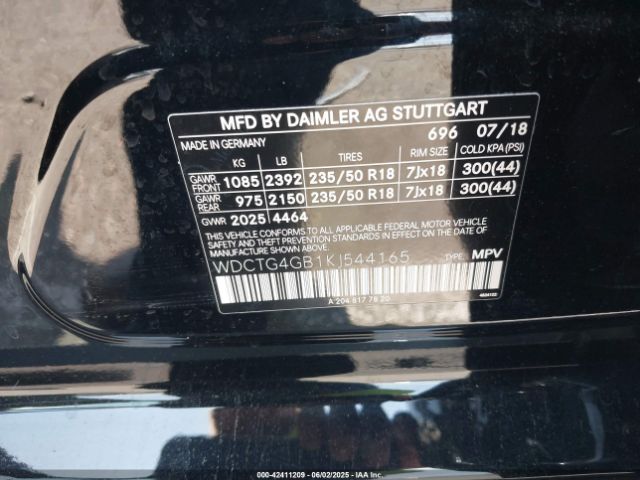 MFD BY DAIMLER AG STUTTGART
MADE IN GERMANY 696 07/18
KG LB TIRES RIM SIZE COLD KPA (PSI)
GAWR FRONT 1085 2392 235/50 R18 7Jx18 300(44)
GAWR REAR 975 2150 235/50 R18 7Jx18 300(44)
GVWR 2025 4464
THIS VEHICLE CONFORMS TO ALL APPLICABLE FEDERAL MOTOR VEHICLE
SAFETY, BUMPER, AND THEFT PREVENTION STANDARDS IN EFFECT ON THE DATE OF
MANUFACTURE SHOWN ABOVE.
WDCTG4GB1KJ544165 TYPE: MPV
A 204 817 78 20
000-42411209 | 06/02/2025 | IAA Inc.